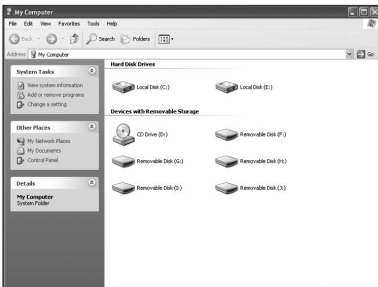 My Computer
File Edit View Favorites Tools Help
Back Search Folders
Address My Computer Go
System Tasks
View system information
Add or remove programs
Change a setting
Other Places
My Network Places
My Documents
Control Panel
Details
My Computer
System Folder
Hard Disk Drives
Local Disk (C:) Local Disk (E:)
Devices with Removable Storage
CD Drive (D:) Removable Disk (F:)
Removable Disk (G:) Removable Disk (H:)
Removable Disk (I:) Removable Disk (J:)